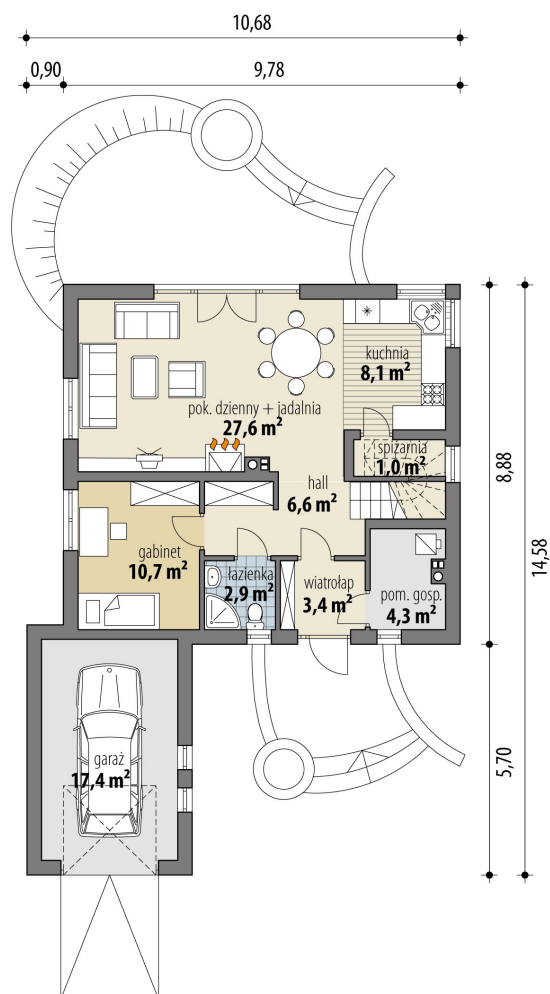 10,68
0,90
9,78
kuchnia
8,1 m²
pok. dzienny + jadalnia
27,6 m²
spiżarnia
1,0 m²
hall
6,6 m²
8,88
14,58
gabinet
10,7 m²
łazienka
2,9 m²
wiatrołap
3,4 m²
pom. gosp.
4,3 m²
5,70
garaż
17,4 m²